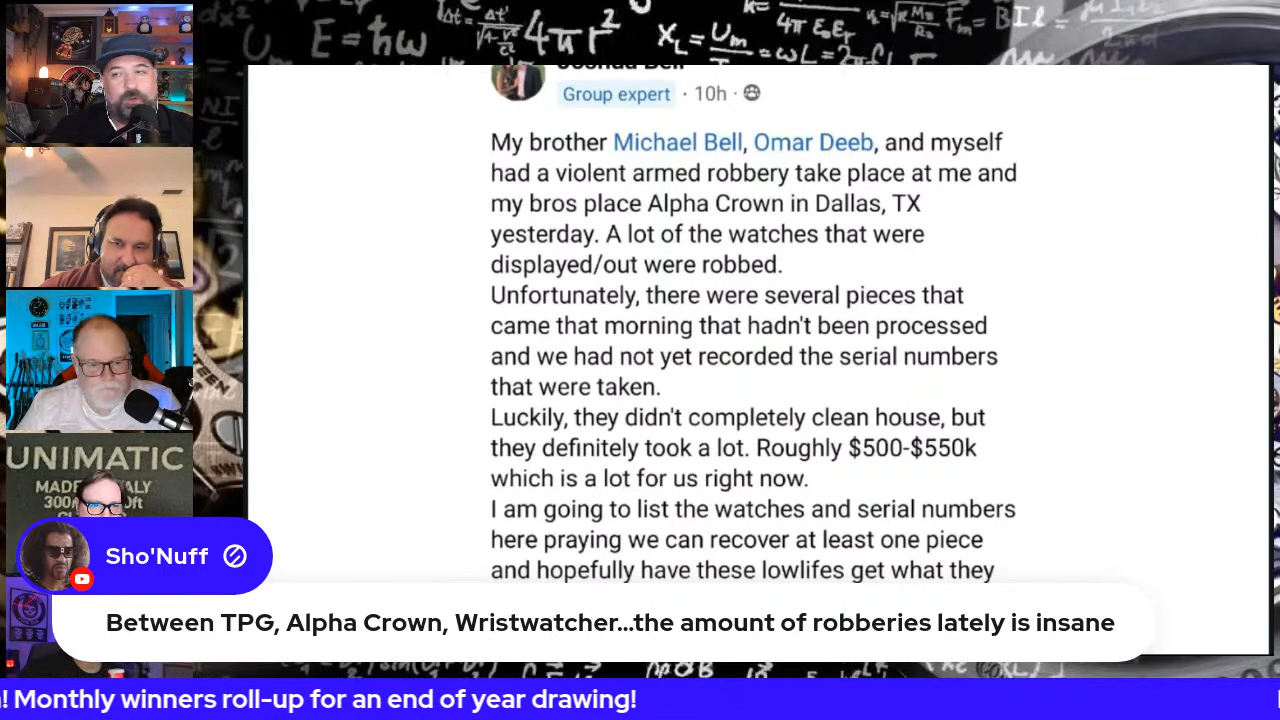 E=ħω
4πr²
Joshua Bell
Group expert · 10h ·
My brother Michael Bell, Omar Deeb, and myself
had a violent armed robbery take place at me and
my bros place Alpha Crown in Dallas, TX
yesterday. A lot of the watches that were
displayed/out were robbed.
Unfortunately, there were several pieces that
came that morning that hadn't been processed
and we had not yet recorded the serial numbers
that were taken.
Luckily, they didn't completely clean house, but
they definitely took a lot. Roughly $500-$550k
which is a lot for us right now.
I am going to list the watches and serial numbers
here praying we can recover at least one piece
and hopefully have these lowlifes get what they
UNIMATIC
Sho'Nuff
Between TPG, Alpha Crown, Wristwatcher...the amount of robberies lately is insane
! Monthly winners roll-up for an end of year drawing!